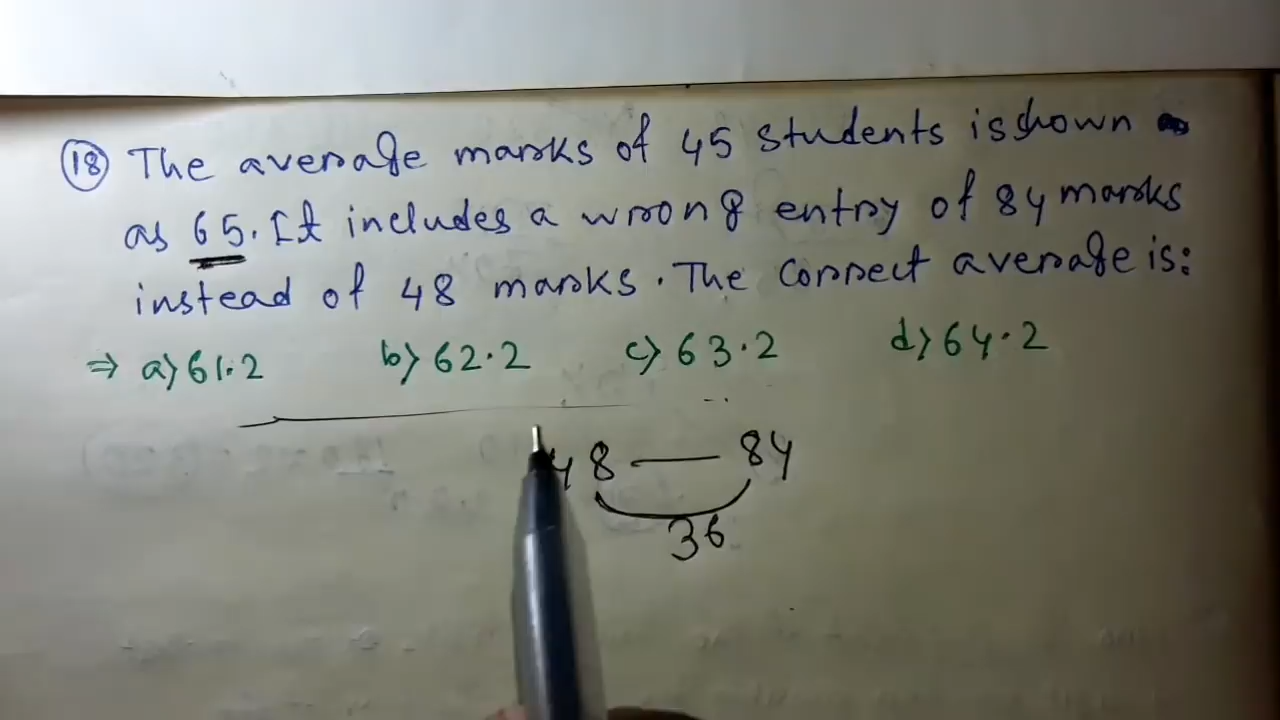 18 The average marks of 45 students is shown
as 65. It includes a wrong entry of 84 marks
instead of 48 marks. The correct average is:
⇒ a) 61.2 b) 62.2 c) 63.2 d) 64.2
48 — 84
36